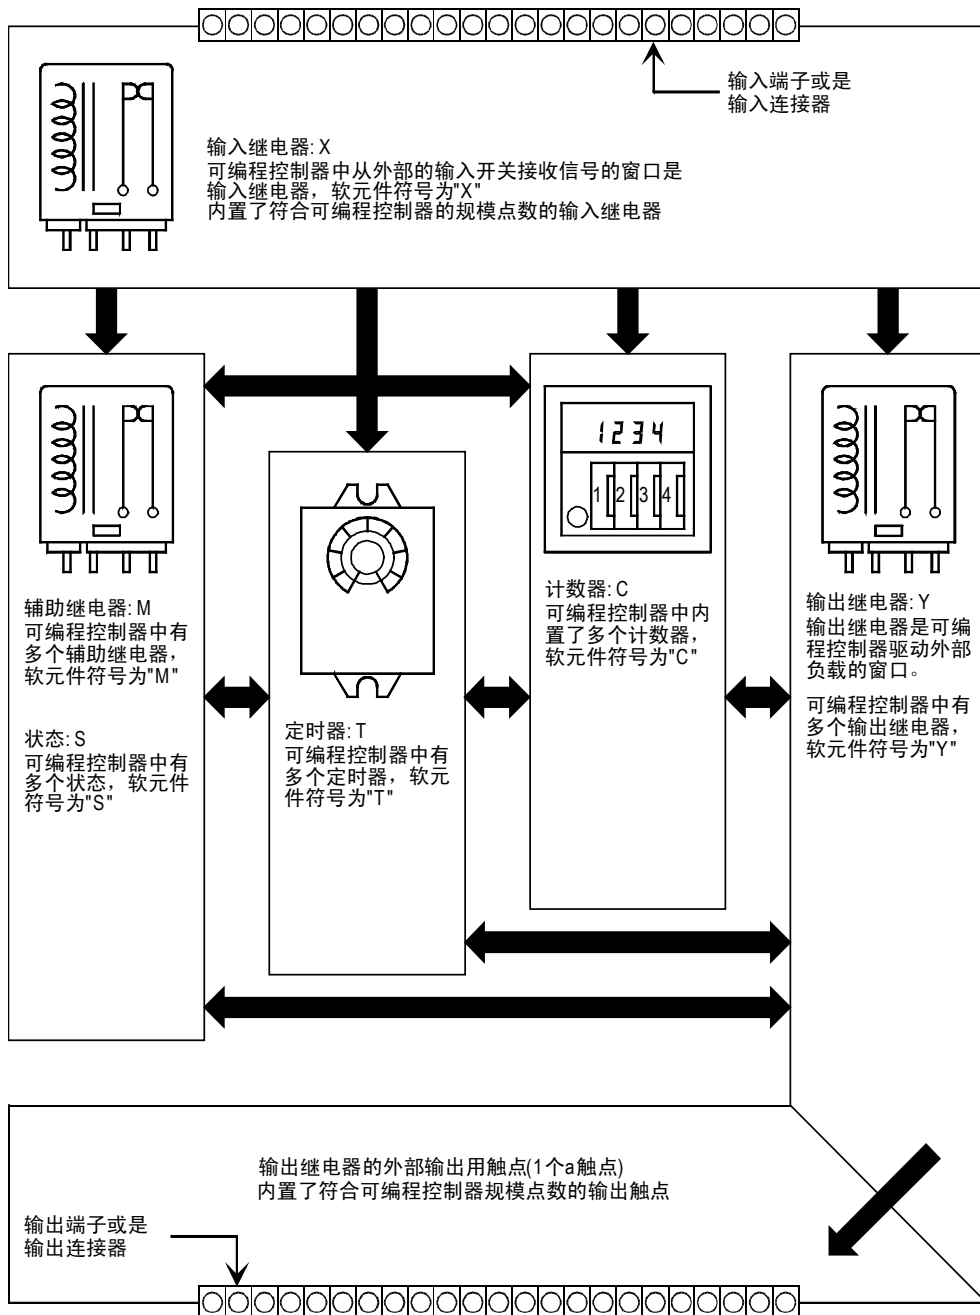 输入端子或是
输入连接器
输入继电器: X
可编程控制器中从外部的输入开关接收信号的窗口是
输入继电器，软元件符号为"X"
内置了符合可编程控制器的规模点数的输入继电器
1234
1 2 3 4
辅助继电器: M
可编程控制器中有
多个辅助继电器，
软元件符号为"M"
状态: S
可编程控制器中有
多个状态，软元件
符号为"S"
定时器: T
可编程控制器中有
多个定时器，软元
件符号为"T"
计数器: C
可编程控制器中内
置了多个计数器，
软元件符号为"C"
输出继电器: Y
输出继电器是可编
程控制器驱动外部
负载的窗口。
可编程控制器中有
多个输出继电器，
软元件符号为"Y"
输出继电器的外部输出用触点(1个a触点)
内置了符合可编程控制器规模点数的输出触点
输出端子或是
输出连接器